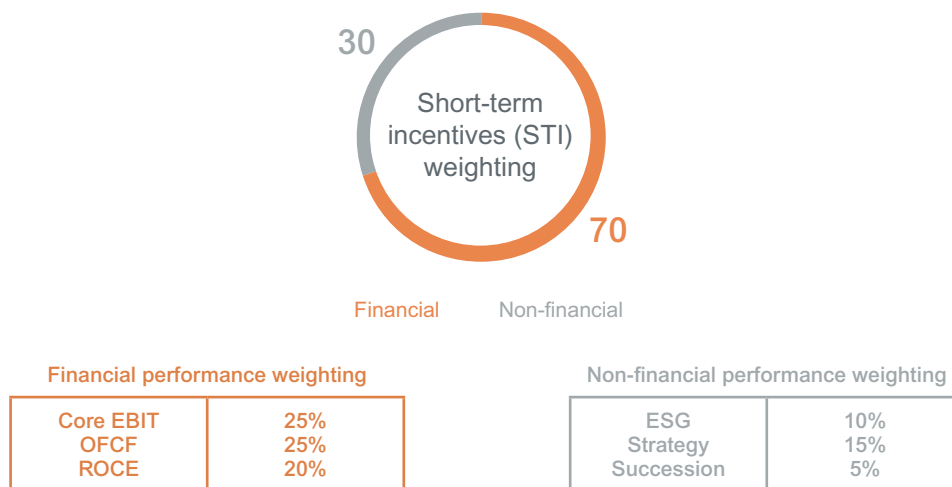 30
Short-term
incentives (STI)
weighting
70
Financial Non-financial
Financial performance weighting
Core EBIT 25%
OFCF 25%
ROCE 20%
Non-financial performance weighting
ESG 10%
Strategy 15%
Succession 5%